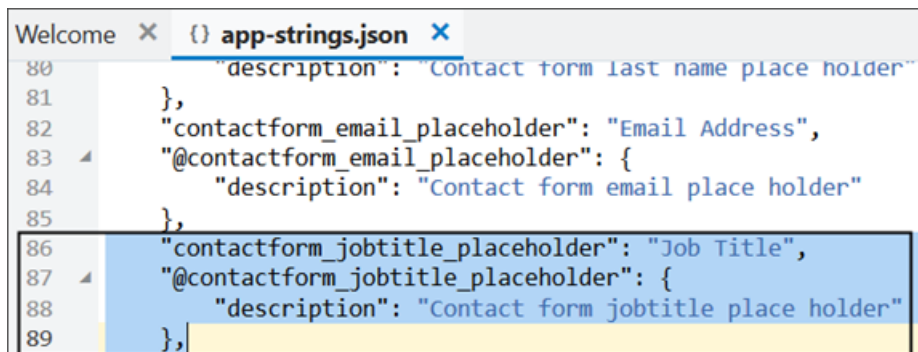 Welcome × {} app-strings.json ×
80 "description": "Contact form last name place holder"
81 },
82 "contactform_email_placeholder": "Email Address",
83 "@contactform_email_placeholder": {
84 "description": "Contact form email place holder"
85 },
86 "contactform_jobtitle_placeholder": "Job Title",
87 "@contactform_jobtitle_placeholder": {
88 "description": "Contact form jobtitle place holder"
89 },